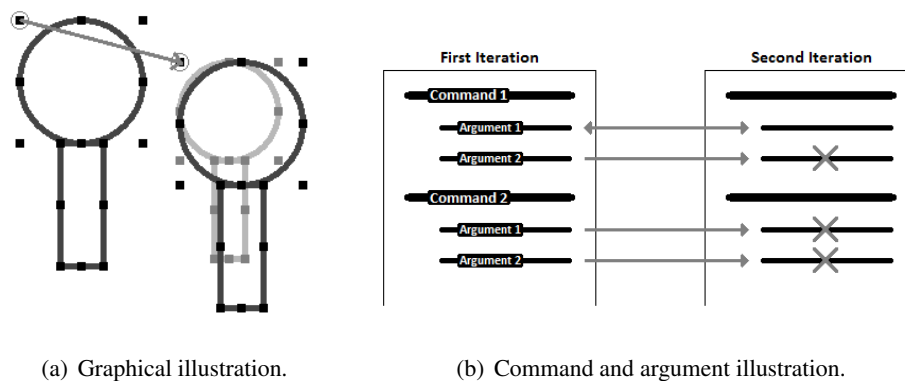 First Iteration
Second Iteration
Command 1
Argument 1
Argument 2
Command 2
Argument 1
Argument 2
(a) Graphical illustration.
(b) Command and argument illustration.